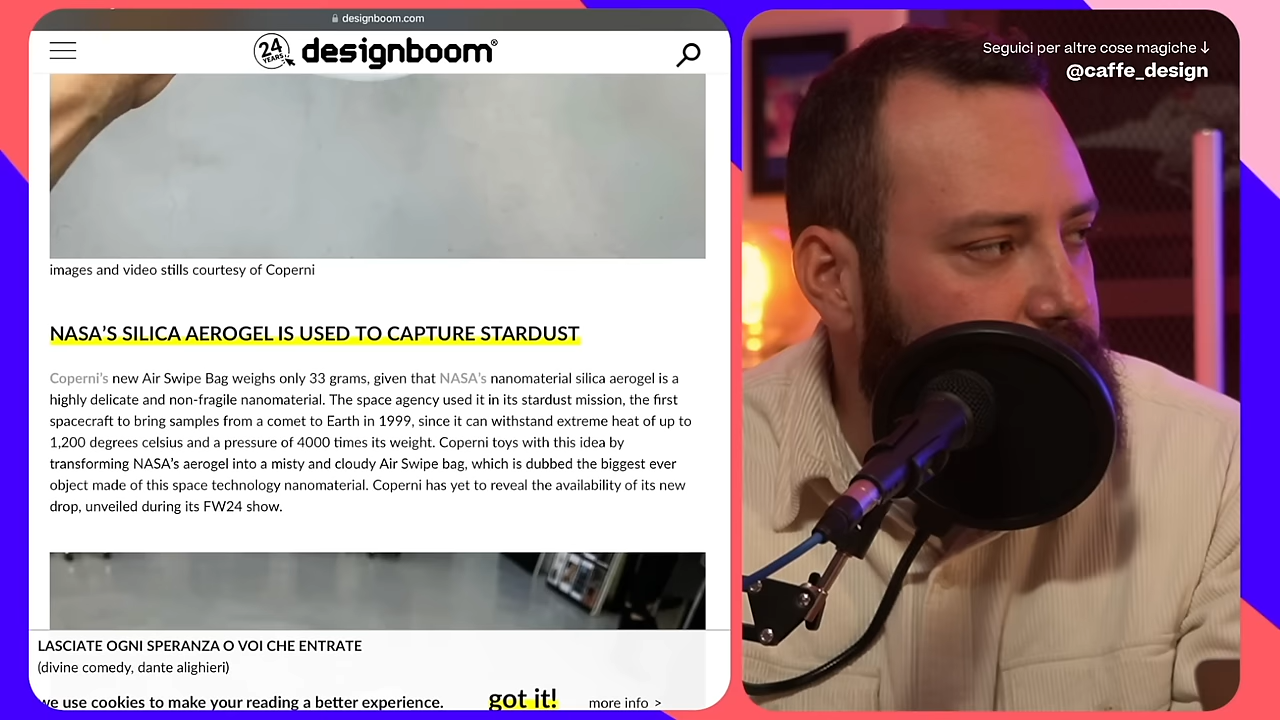 designboom.com
24 YEARS designboom®
images and video stills courtesy of Coperni
NASA’S SILICA AEROGEL IS USED TO CAPTURE STARDUST
Coperni’s new Air Swipe Bag weighs only 33 grams, given that NASA’s nanomaterial silica aerogel is a
highly delicate and non-fragile nanomaterial. The space agency used it in its stardust mission, the first
spacecraft to bring samples from a comet to Earth in 1999, since it can withstand extreme heat of up to
1,200 degrees celsius and a pressure of 4000 times its weight. Coperni toys with this idea by
transforming NASA’s aerogel into a misty and cloudy Air Swipe bag, which is dubbed the biggest ever
object made of this space technology nanomaterial. Coperni has yet to reveal the availability of its new
drop, unveiled during its FW24 show.
LASCIATE OGNI SPERANZA O VOI CHE ENTRATE
(divine comedy, dante alighieri)
we use cookies to make your reading a better experience. got it! more info >
Seguici per altre cose magiche ↓
@caffe_design